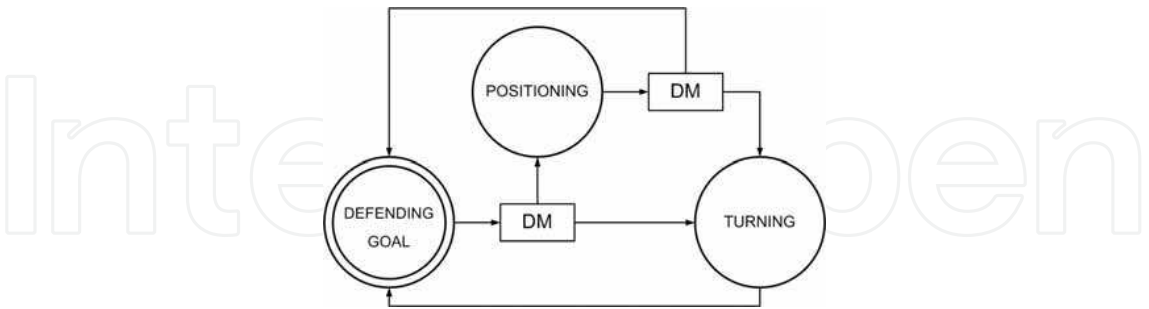 POSITIONING
DM
DEFENDING
GOAL
DM
TURNING